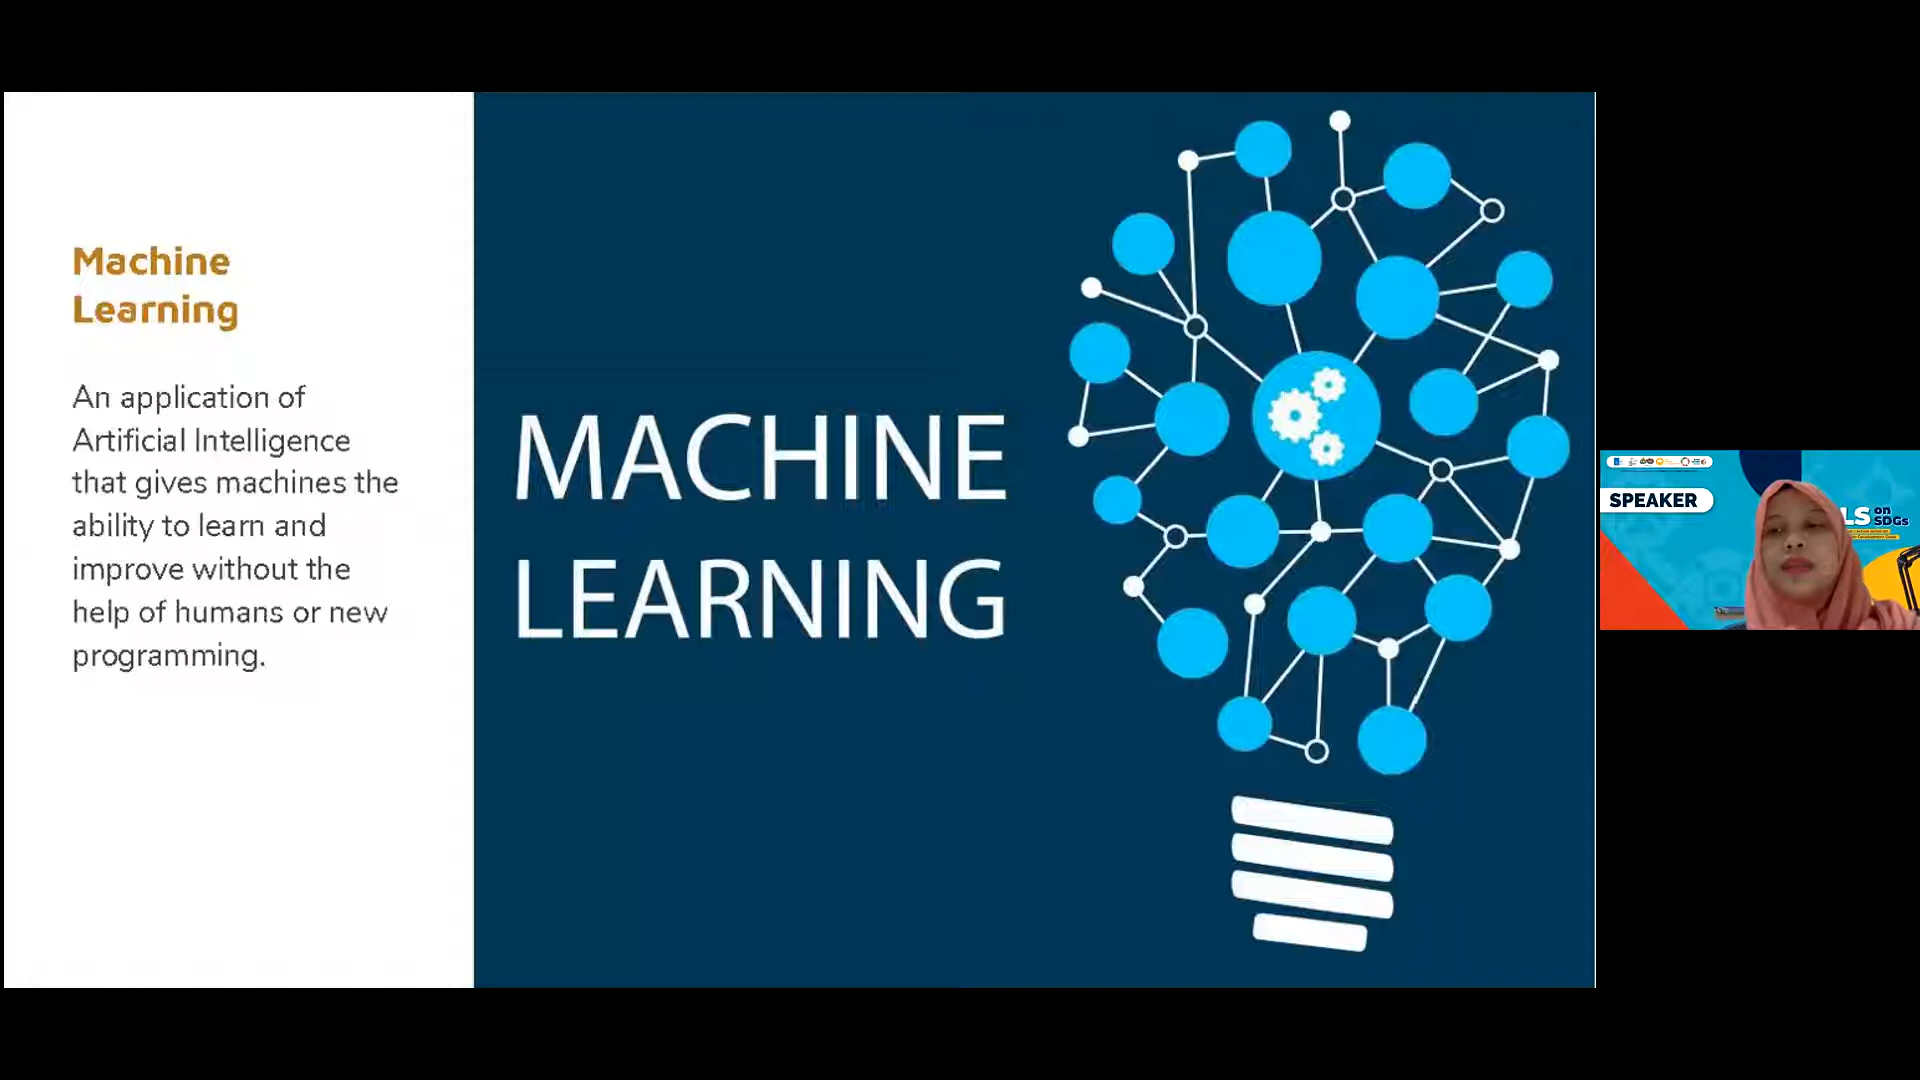 Machine
Learning
An application of
Artificial Intelligence
that gives machines the
ability to learn and
improve without the
help of humans or new
programming.
MACHINE
LEARNING
SPEAKER
LS on
SDGs